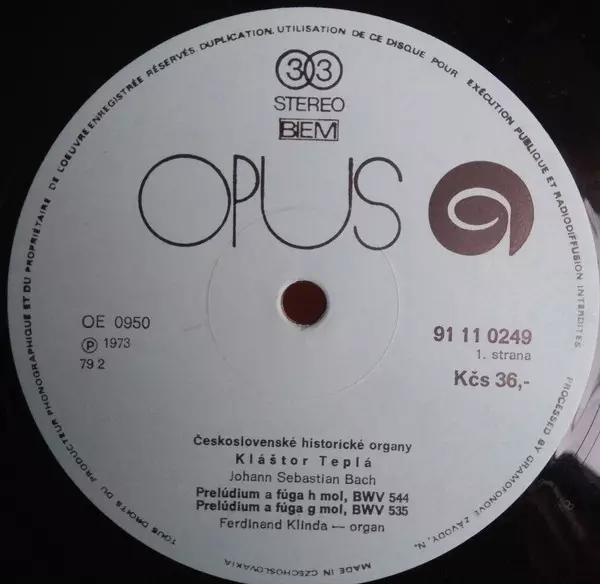 TOUS DROITS DU PRODUCTEUR PHONOGRAPHIQUE ET DU PROPRIÉTAIRE DE L'OEUVRE ENREGISTRÉE RÉSERVÉS. DUPLICATION, UTILISATION DE CE DISQUE POUR EXÉCUTION PUBLIQUE ET RADIODIFFUSION INTERDITES
PROCESSED BY GRAMOFONOVÉ ZÁVODY, N.
MADE IN CZECHOSLOVAKIA
33
STEREO
BIEM
OPUS
OE 0950
Ⓟ 1973
79 2
91 11 0249
1. strana
Kčs 36,-
Československé historické organy
Kláštor Teplá
Johann Sebastian Bach
Prelúdium a fúga h mol, BWV 544
Prelúdium a fúga g mol, BWV 535
Ferdinand Klinda — organ